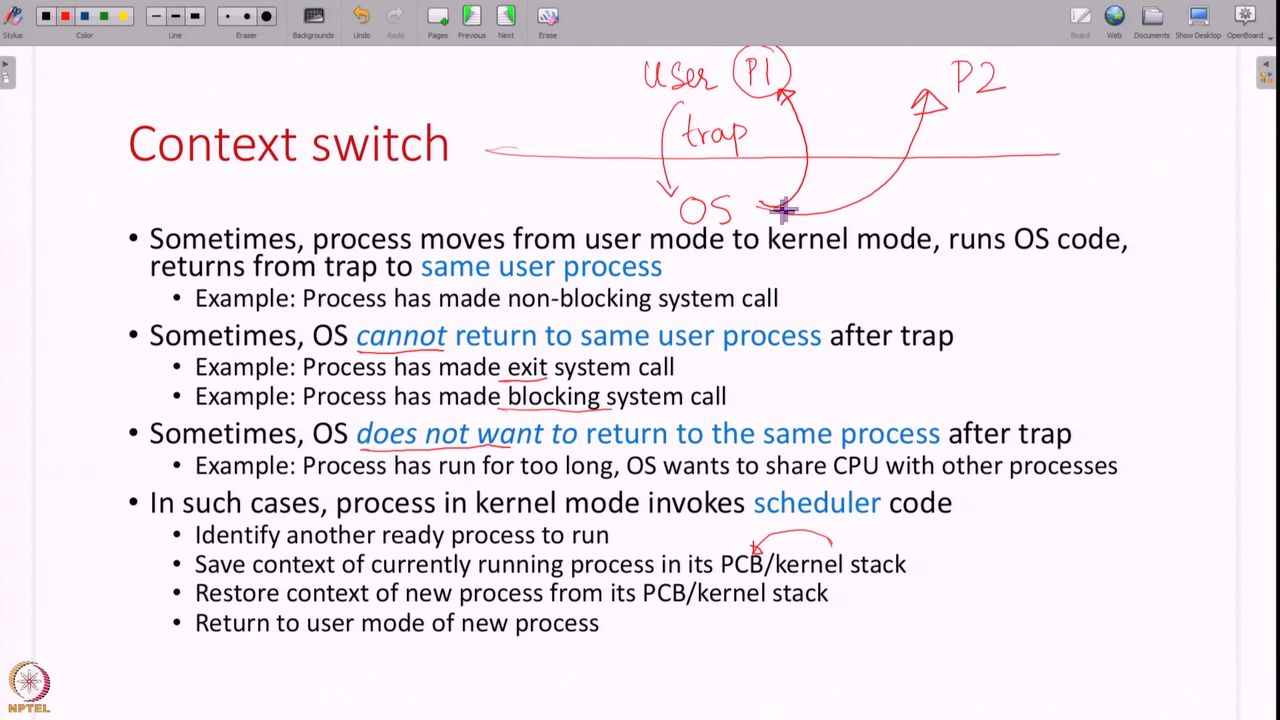 Stylus
Color
Line
Eraser
Backgrounds
Undo
Redo
Pages
Previous
Next
Erase
Board
Web
Documents
Show Desktop
OpenBoard
user P1
P2
trap
Context switch
OS
• Sometimes, process moves from user mode to kernel mode, runs OS code,
returns from trap to same user process
• Example: Process has made non-blocking system call
• Sometimes, OS cannot return to same user process after trap
• Example: Process has made exit system call
• Example: Process has made blocking system call
• Sometimes, OS does not want to return to the same process after trap
• Example: Process has run for too long, OS wants to share CPU with other processes
• In such cases, process in kernel mode invokes scheduler code
• Identify another ready process to run
• Save context of currently running process in its PCB/kernel stack
• Restore context of new process from its PCB/kernel stack
• Return to user mode of new process
NPTEL